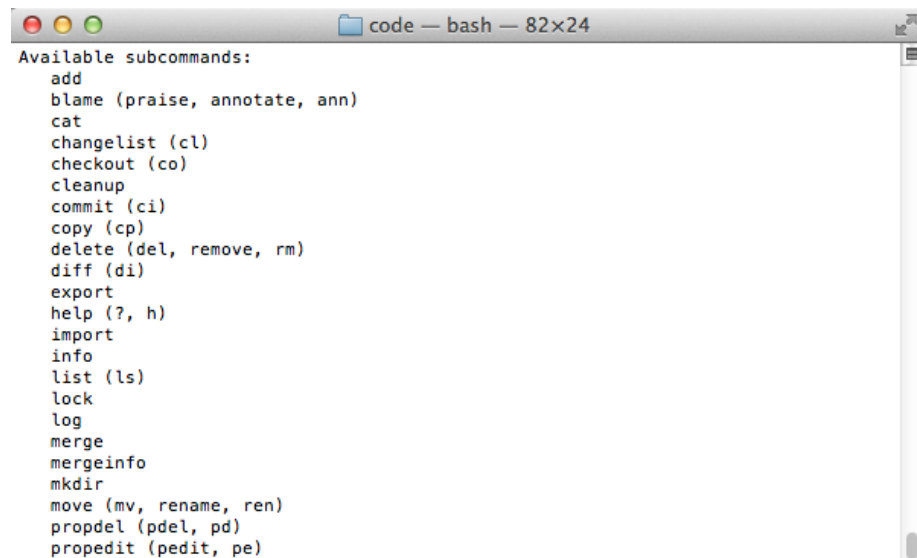 code — bash — 82×24
Available subcommands:
add
blame (praise, annotate, ann)
cat
changelist (cl)
checkout (co)
cleanup
commit (ci)
copy (cp)
delete (del, remove, rm)
diff (di)
export
help (?, h)
import
info
list (ls)
lock
log
merge
mergeinfo
mkdir
move (mv, rename, ren)
propdel (pdel, pd)
propedit (pedit, pe)